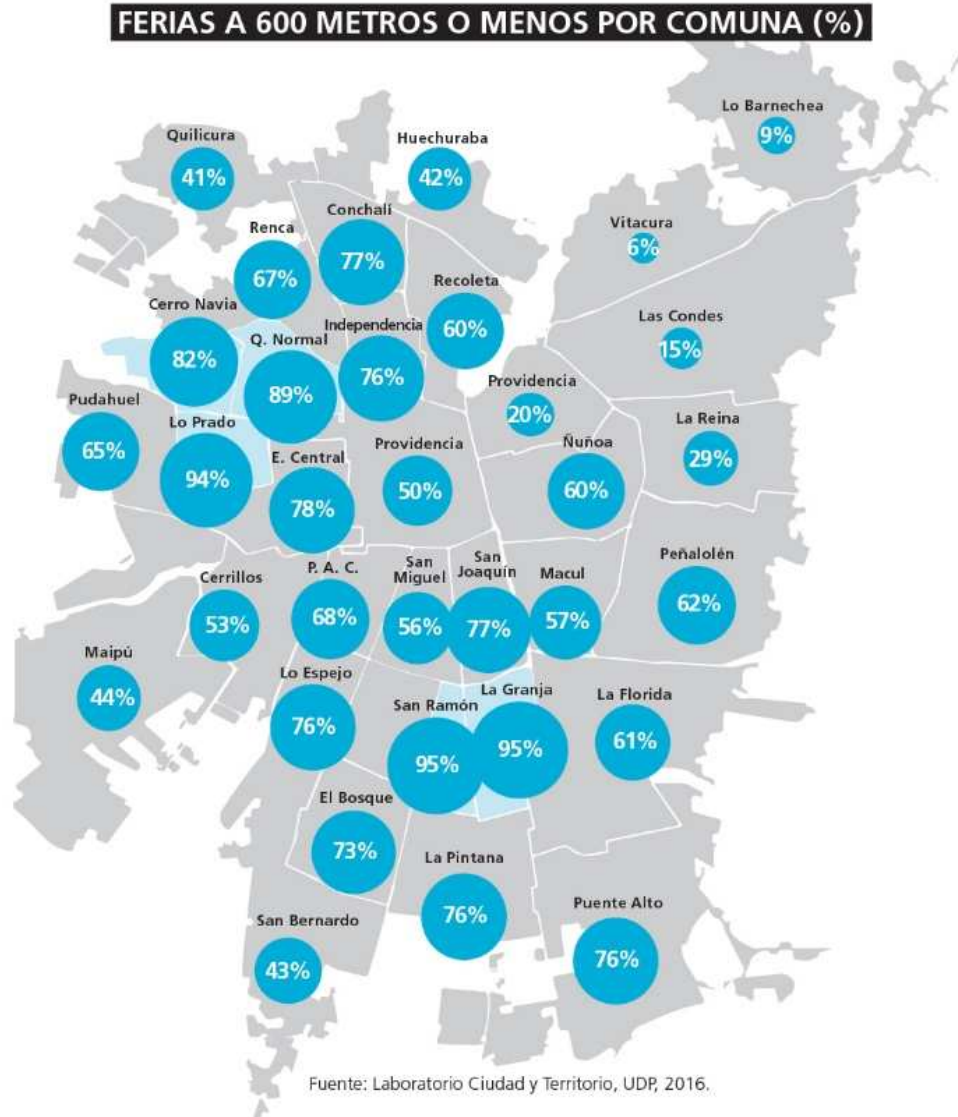 FERIAS A 600 METROS O MENOS POR COMUNA (%)
Lo Barnechea
9%
Quilicura
41%
Huechuraba
42%
Conchalí
77%
Vitacura
6%
Renca
67%
Recoleta
60%
Cerro Navia
82%
Las Condes
15%
Independencia
76%
Q. Normal
89%
Providencia
20%
Pudahuel
65%
La Reina
29%
Lo Prado
94%
Providencia
50%
Ñuñoa
60%
E. Central
78%
Peñalolén
62%
Cerrillos
53%
P. A. C.
68%
San
Miguel
56%
San
Joaquín
77%
Macul
57%
Maipú
44%
Lo Espejo
76%
San Ramón
95%
La Granja
95%
La Florida
61%
El Bosque
73%
La Pintana
76%
Puente Alto
76%
San Bernardo
43%
Fuente: Laboratorio Ciudad y Territorio, UDP, 2016.